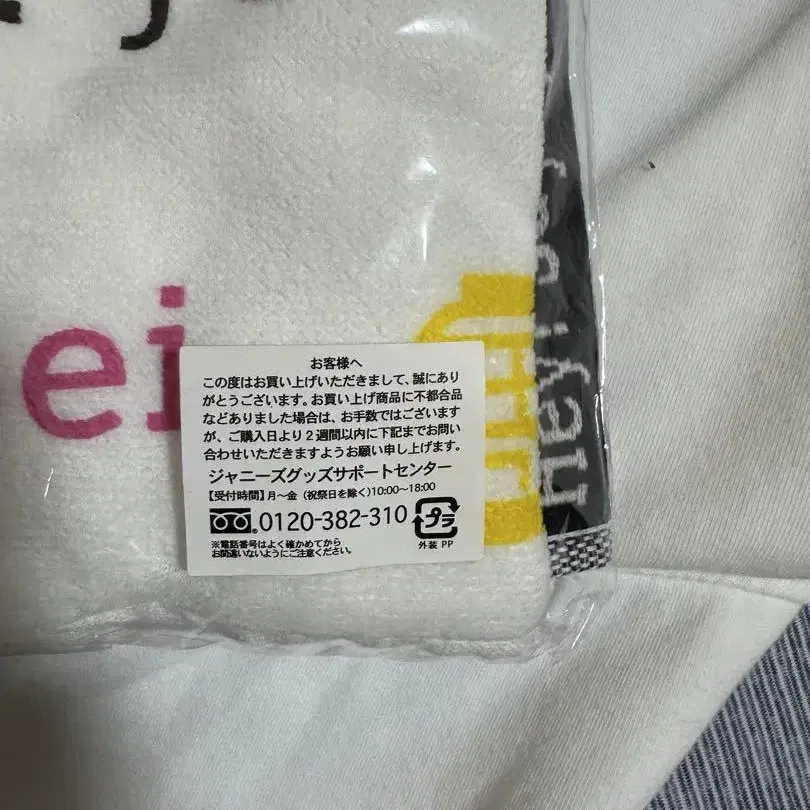 ei
お客様へ
この度はお買い上げいただきまして、誠にあり
がとうございます。お買い上げ商品に不都合品
などありました場合は、お手数ではございます
が、ご購入日より２週間以内に下記までお問い
合わせいただきますようお願い申し上げます。
ジャニーズグッズサポートセンター
【受付時間】月〜金（祝祭日を除く)10:00〜18:00
0120-382-310
プラ
外装 PP
※電話番号はよく確かめてから
お間違いないようにご注意ください。